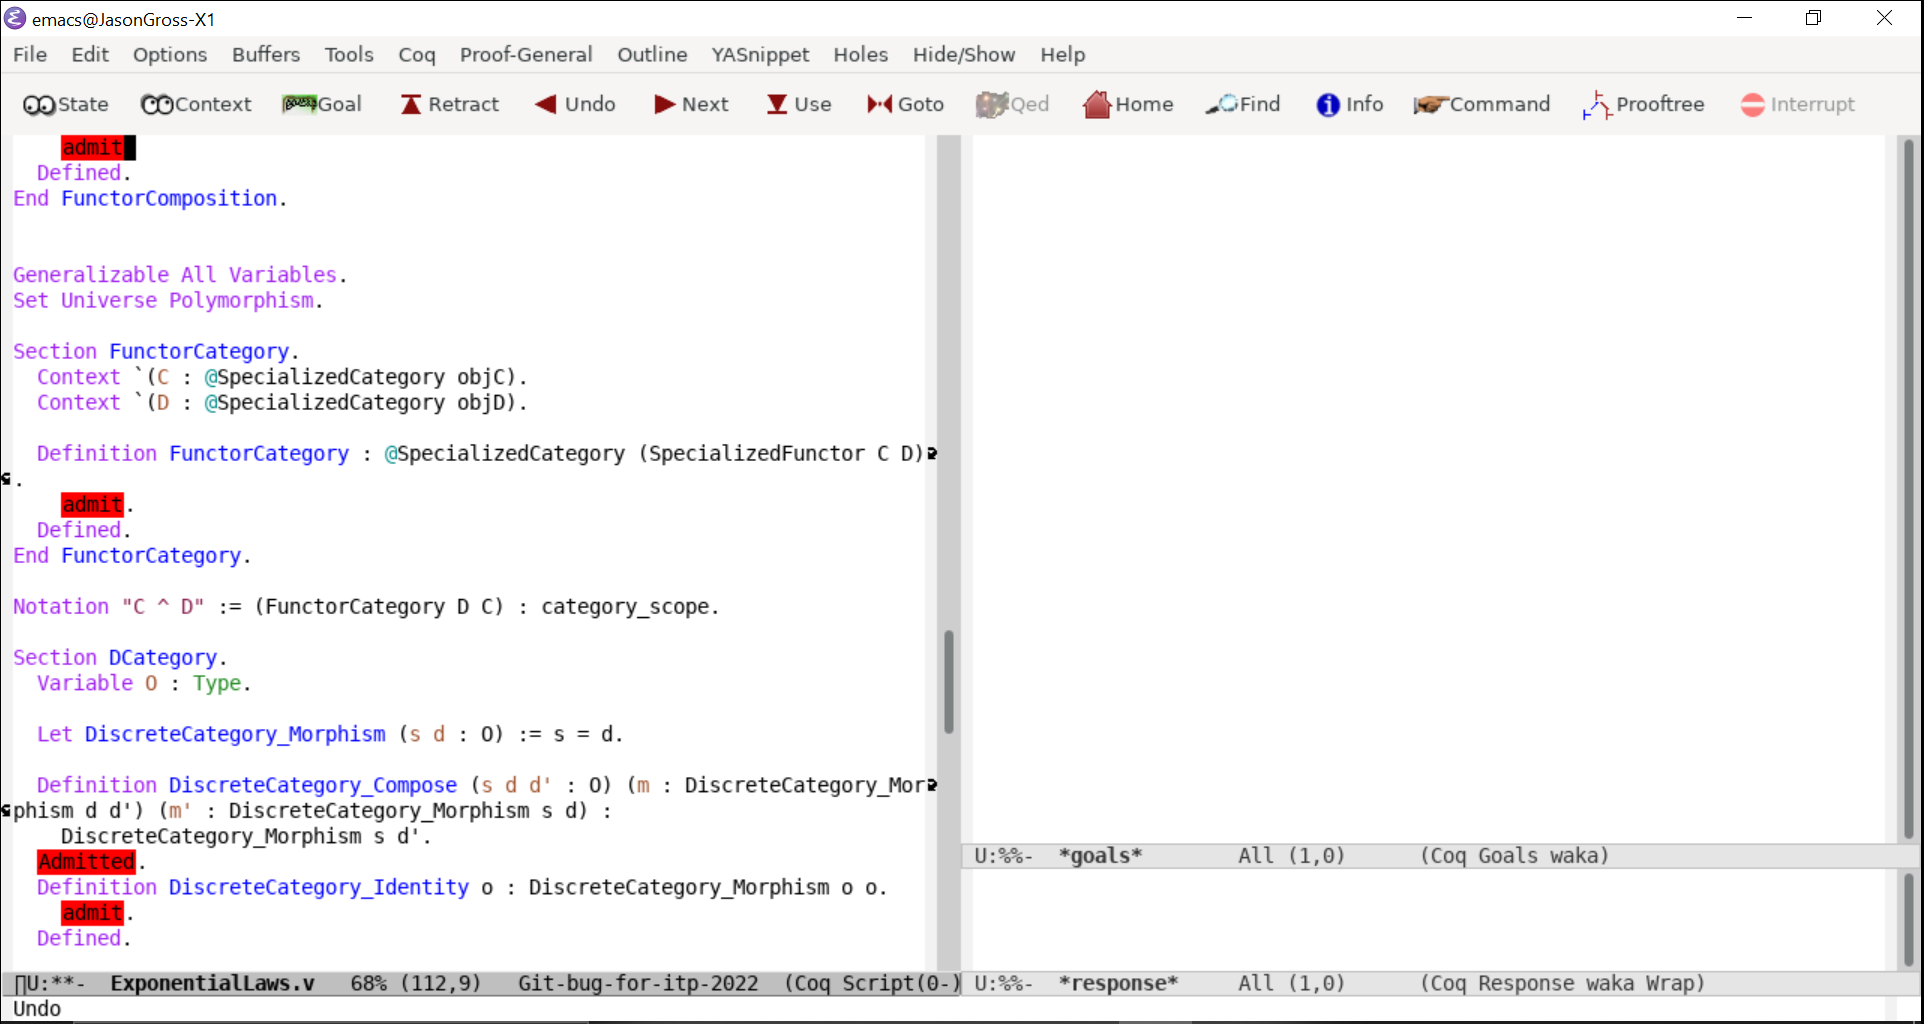 emacs@JasonGross-X1
File Edit Options Buffers Tools Coq Proof-General Outline YASnippet Holes Hide/Show Help
State Context Goal Retract Undo Next Use Goto Qed Home Find Info Command Prooftree Interrupt
admit
Defined.
End FunctorComposition.
Generalizable All Variables.
Set Universe Polymorphism.
Section FunctorCategory.
Context `(C : @SpecializedCategory objC).
Context `(D : @SpecializedCategory objD).
Definition FunctorCategory : @SpecializedCategory (SpecializedFunctor C D)
.
admit.
Defined.
End FunctorCategory.
Notation "C ^ D" := (FunctorCategory D C) : category_scope.
Section DCategory.
Variable O : Type.
Let DiscreteCategory_Morphism (s d : O) := s = d.
Definition DiscreteCategory_Compose (s d d' : O) (m : DiscreteCategory_Mor
phism d d') (m' : DiscreteCategory_Morphism s d) :
DiscreteCategory_Morphism s d'.
Admitted.
Definition DiscreteCategory_Identity o : DiscreteCategory_Morphism o o.
admit.
Defined.
U:**- ExponentialLaws.v 68% (112,9) Git-bug-for-itp-2022 (Coq Script(0-)
U:%%- *goals* All (1,0) (Coq Goals waka)
U:%%- *response* All (1,0) (Coq Response waka Wrap)
Undo